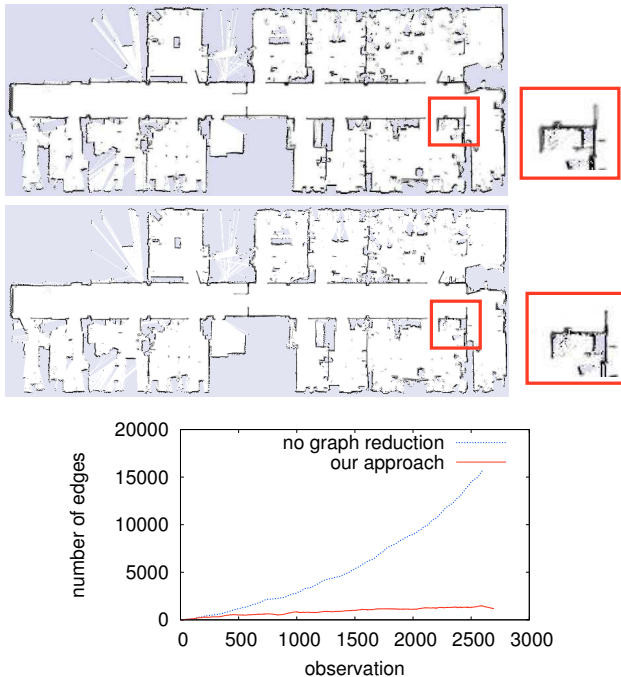 20000
15000
10000
5000
0
number of edges
no graph reduction
our approach
0 500 1000 1500 2000 2500 3000
observation